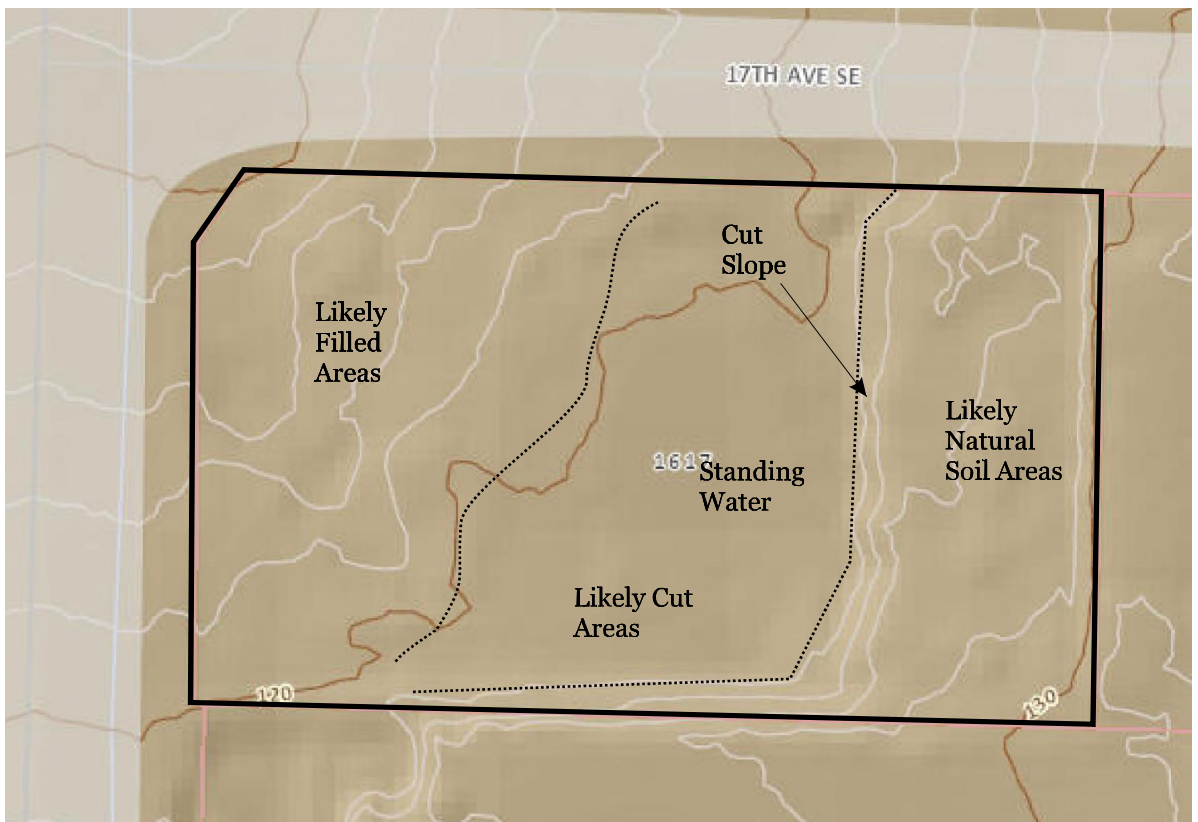 17TH AVE SE
Cut
Slope
Likely
Filled
Areas
Likely
Natural
Soil Areas
1617
Standing
Water
Likely Cut
Areas
120
130